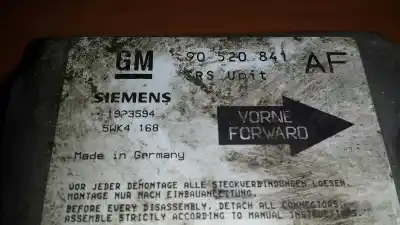 GM 90 520 841 AF
RS Unit
SIEMENS
1923594
5WK4 168
VORNE
FORWARD
Made in Germany
VOR JEDER DEMONTAGE ALLE STECKVERBINDUNGEN LOESEN.
MONTAGE NUR NACH EINBAUANLEITUNG.
BEFORE EVERY DISASSEMBLY, DETACH ALL CONNECTORS.
ASSEMBLE STRICTLY ACCORDING TO MANUAL INSTRUCTIONS.